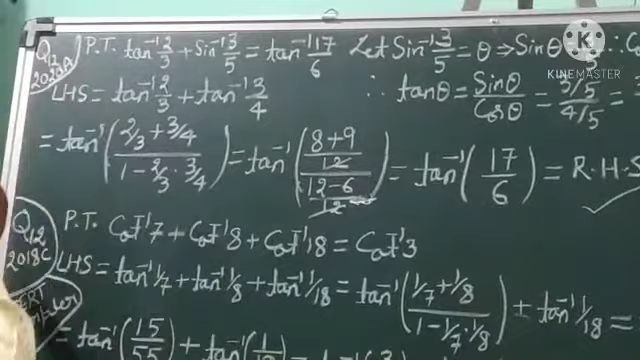 Q12 2023A P.T. tan⁻¹ 2/3 + Sin⁻¹ 3/5 = tan⁻¹ 17/6 Let Sin⁻¹ 3/5 = θ ⇒ Sinθ
KINEMASTER
LHS = tan⁻¹ 2/3 + tan⁻¹ 3/4 ∴ tanθ = Sinθ/Cosθ = (3/5)/(4/5) =
= tan⁻¹((2/3 + 3/4)/(1 - 2/3 · 3/4)) = tan⁻¹(((8+9)/12)/((12-6)/12)) = tan⁻¹(17/6) = R.H.S
Q12 2018C P.T. Cot⁻¹7 + Cot⁻¹8 + Cot⁻¹18 = Cot⁻¹3
LHS = tan⁻¹ 1/7 + tan⁻¹ 1/8 + tan⁻¹ 1/18 = tan⁻¹((1/7 + 1/8)/(1 - 1/7 · 1/8)) + tan⁻¹ 1/18 =
= tan⁻¹(15/55) + tan⁻¹